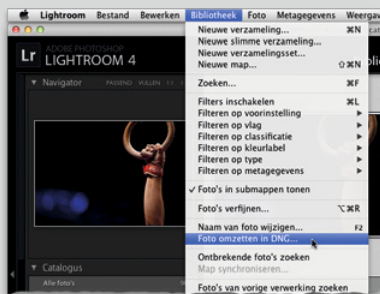 Lightroom Bestand Bewerken Bibliotheek Foto Metagegevens Weergav
Nieuwe verzameling... ⌘N
Nieuwe slimme verzameling...
Nieuwe verzamelingsset...
Nieuwe map... ⇧⌘N
Zoeken... ⌘F
Filters inschakelen ⌘L
Filteren op voorinstelling
Filteren op vlag
Filteren op classificatie
Filteren op kleurlabel
Filteren op type
Filteren op metagegevens
✓ Foto's in submappen tonen
Foto's verfijnen... ⌥⌘R
Naam van foto wijzigen... F2
Foto omzetten in DNG...
Ontbrekende foto's zoeken
Map synchroniseren...
Foto's van vorige verwerking zoeken
Lr
ADOBE PHOTOSHOP
LIGHTROOM 4
Navigator PASSEND VULLEN
Catalogus
Alle foto's
cat
blic